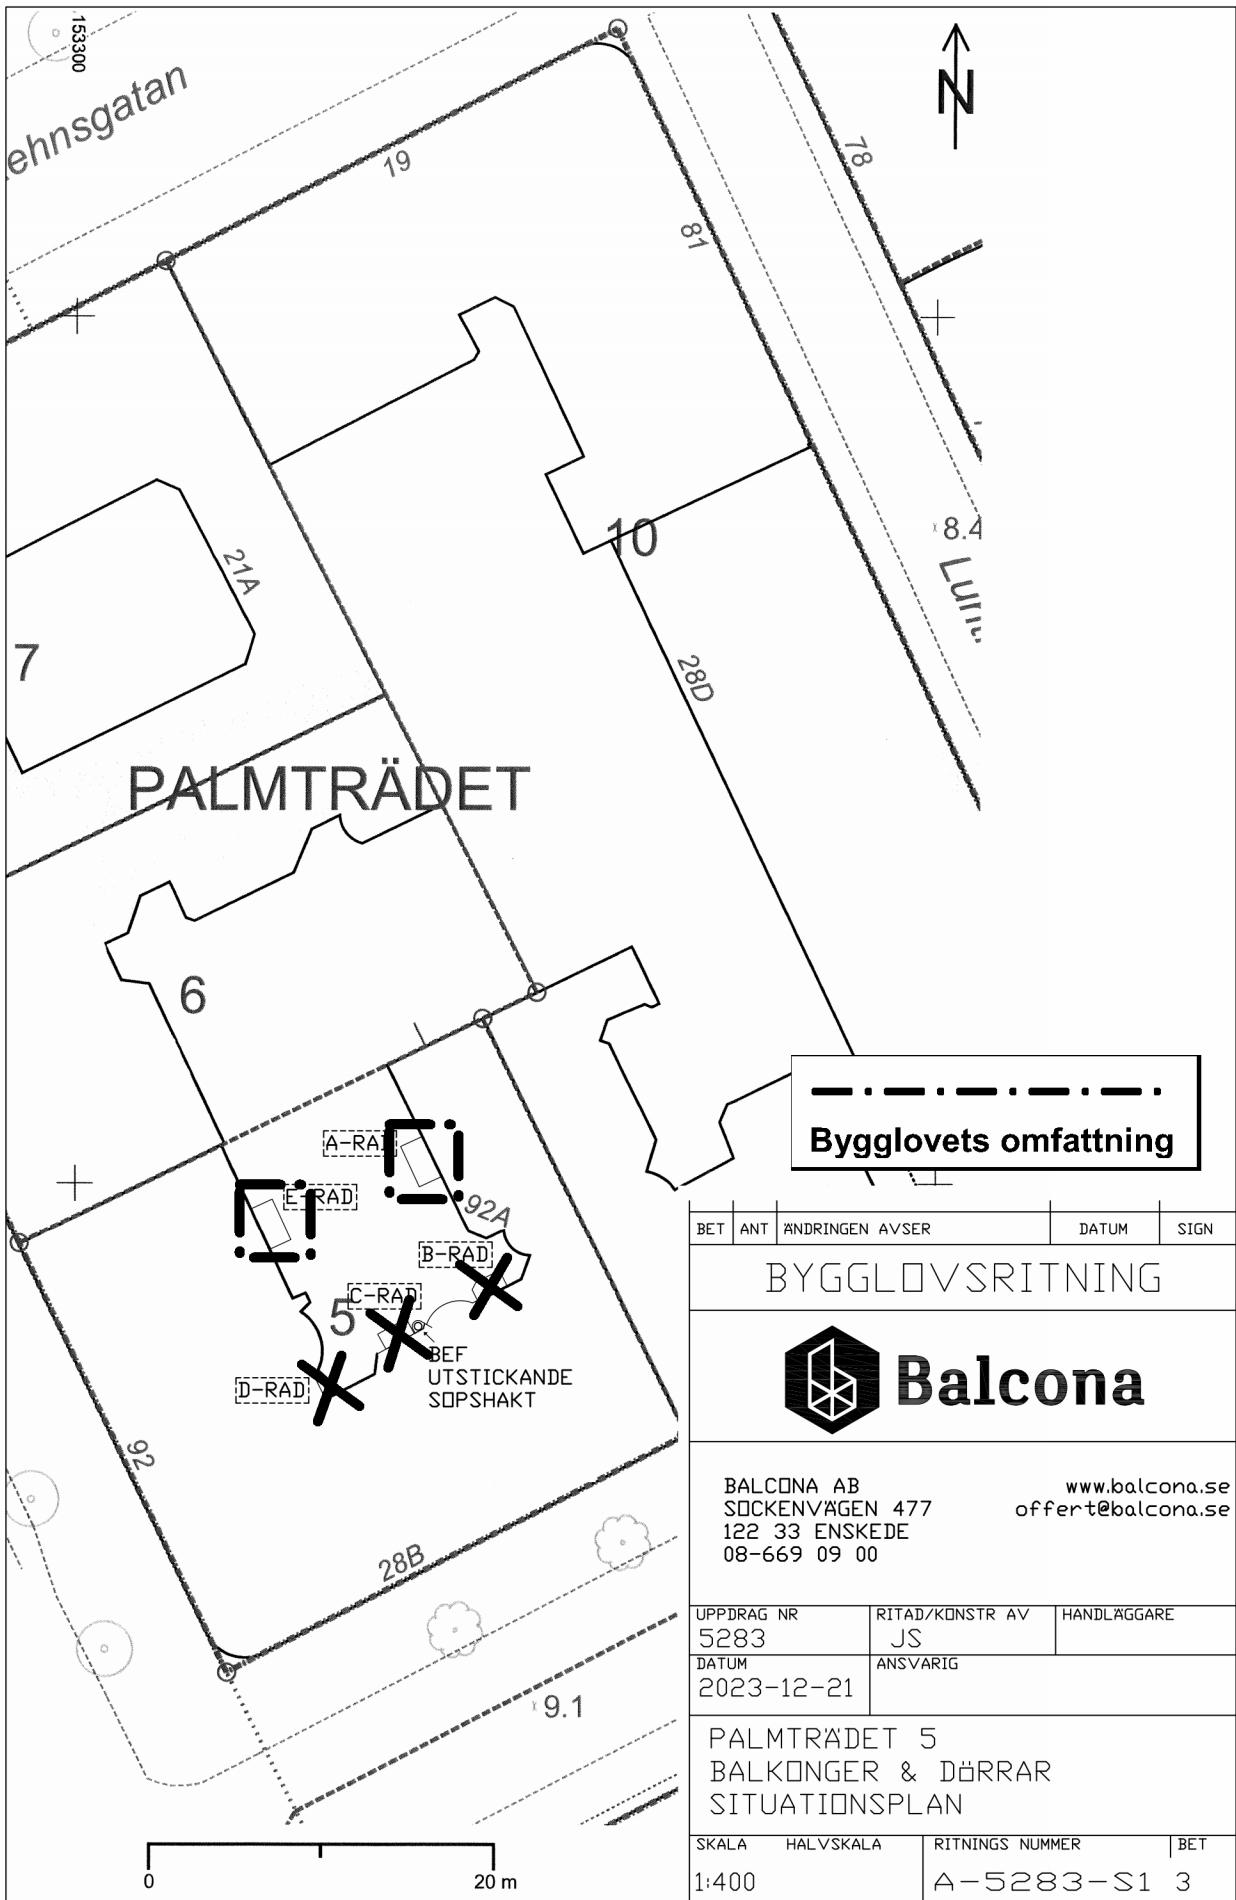 153300
ehnsgatan
19
N
78
81
10
8.4
21A
7
28D
PALMTRÄDET
6
Bygglovets omfattning
A-RAD
E-RAD
92A
B-RAD
C-RAD
5
BEF
UTSTICKANDE
SOPSHAKT
D-RAD
92
28B
9.1
0 20 m
BET ANT ÄNDRINGEN AVSER DATUM SIGN
BYGGLOVSRITNING
Balcona
BALCONA AB www.balcona.se
SOCKENVÄGEN 477 offert@balcona.se
122 33 ENSKEDE
08-669 09 00
UPPDRAG NR RITAD/KONSTR AV HANDLÄGGARE
5283 JS
DATUM ANSVARIG
2023-12-21
PALMTRÄDET 5
BALKONGER & DöRRAR
SITUATIONSPLAN
SKALA HALVSKALA RITNINGS NUMMER BET
1:400 A-5283-S1 3